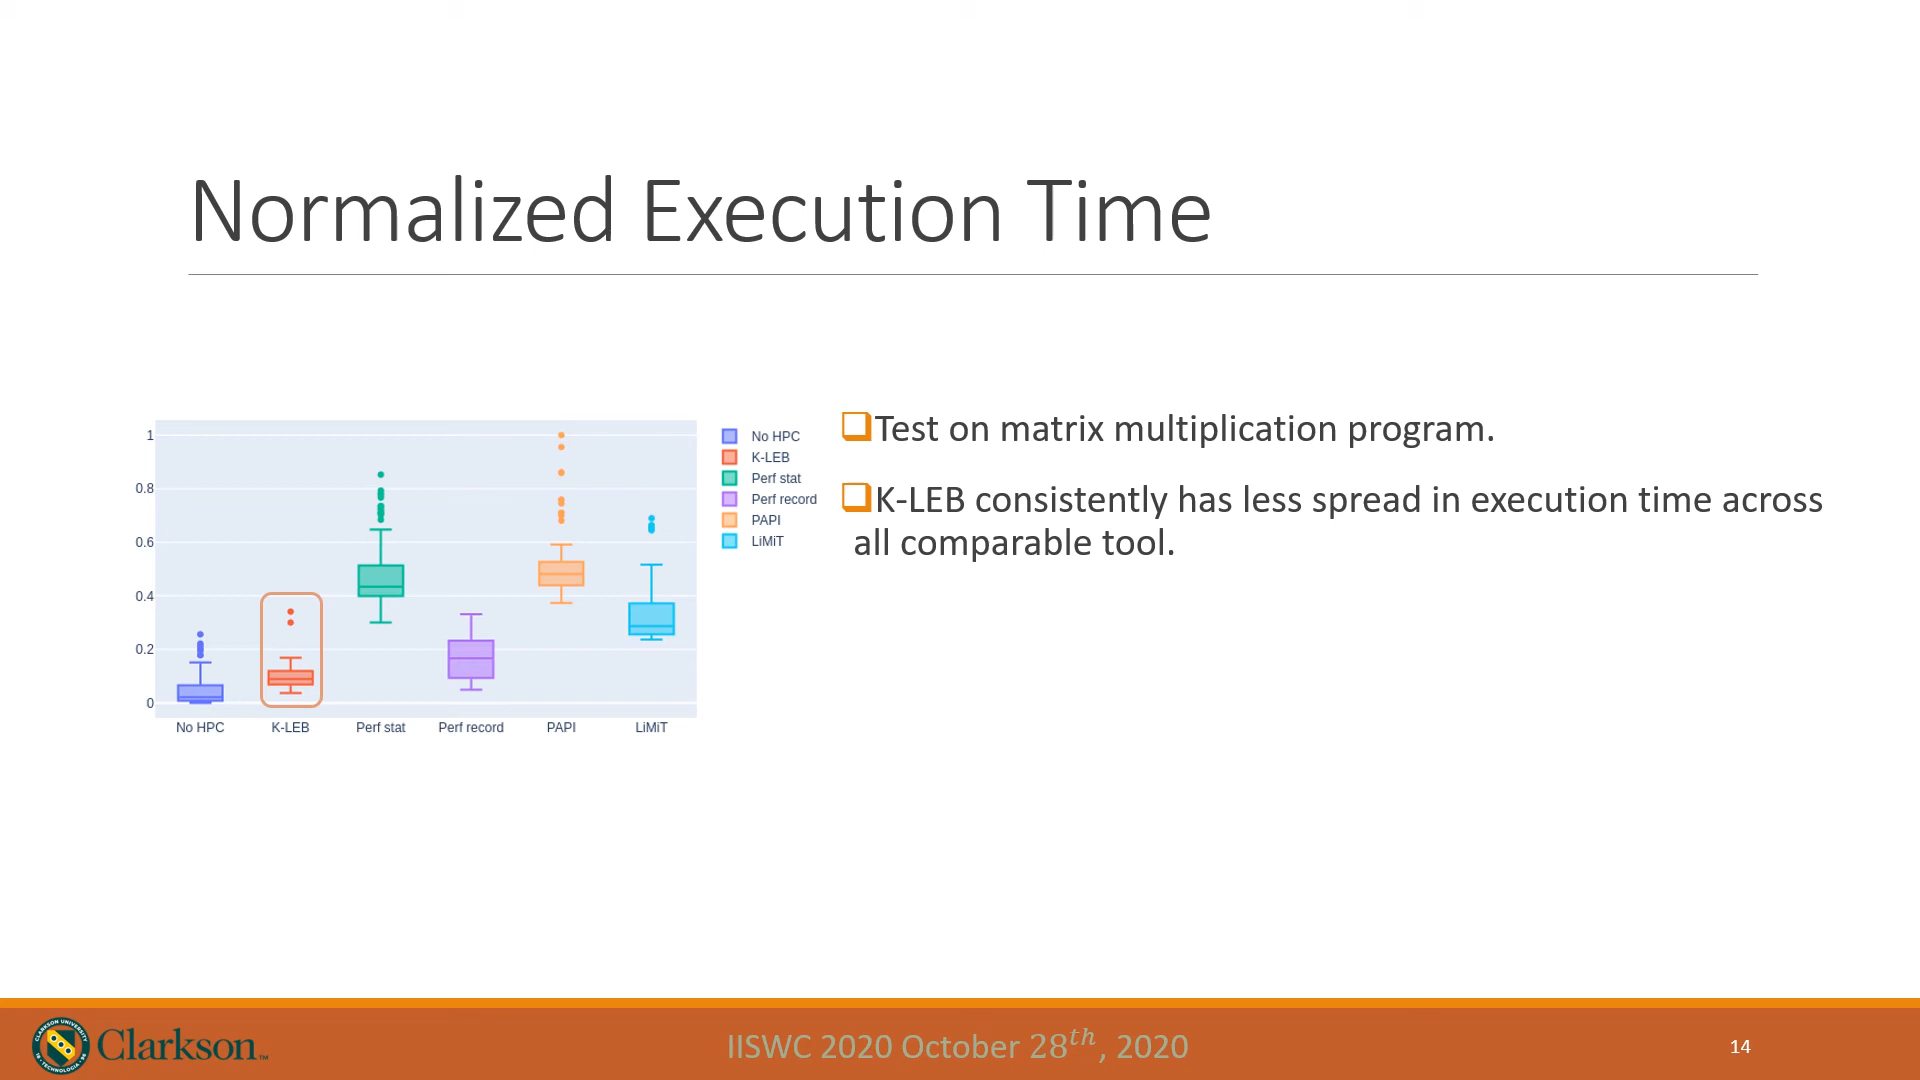 Normalized Execution Time
1
0.8
0.6
0.4
0.2
0
No HPC
K-LEB
Perf stat
Perf record
PAPI
LiMiT
No HPC
K-LEB
Perf stat
Perf record
PAPI
LiMiT
Test on matrix multiplication program.
K-LEB consistently has less spread in execution time across
all comparable tool.
CLARKSON UNIVERSITY
Clarkson™
IISWC 2020 October 28th, 2020
14